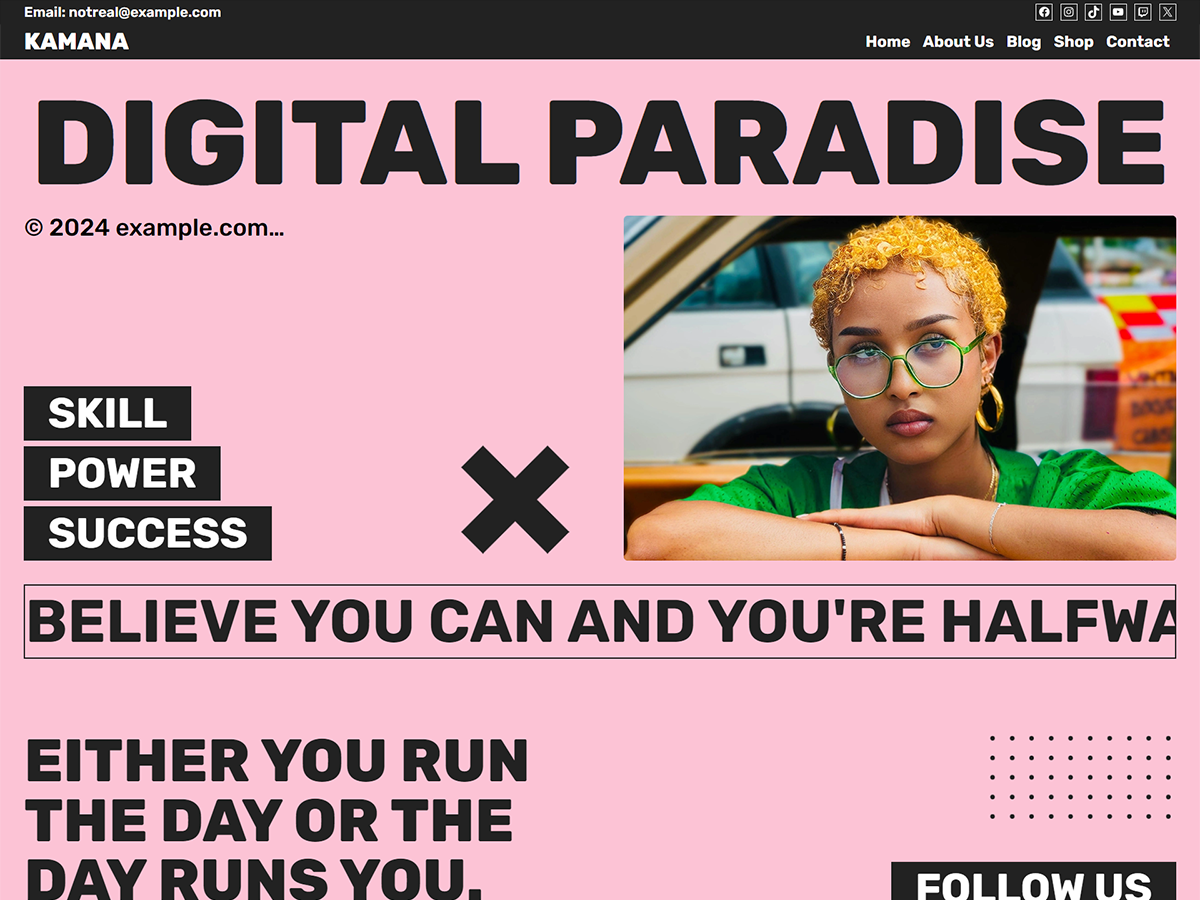 Email: notreal@example.com
KAMANA
Home About Us Blog Shop Contact
DIGITAL PARADISE
© 2024 example.com...
SKILL
POWER
SUCCESS
BELIEVE YOU CAN AND YOU'RE HALFWA
EITHER YOU RUN
THE DAY OR THE
DAY RUNS YOU.
FOLLOW US